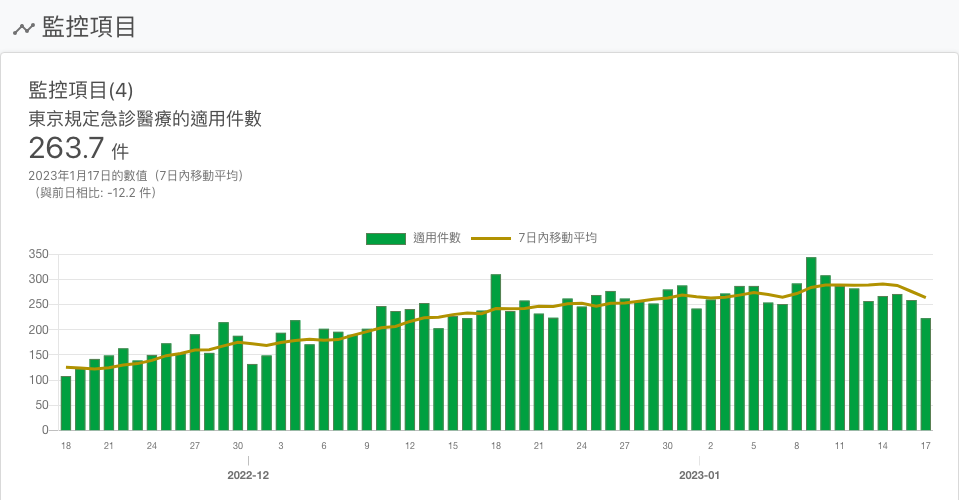 監控項目
監控項目(4)
東京規定急診醫療的適用件數
263.7 件
2023年1月17日的數值（7日內移動平均）
（與前日相比: -12.2 件）
適用件數 7日內移動平均
350
300
250
200
150
100
50
0
18 21 24 27 30 3 6 9 12 15 18 21 24 27 30 2 5 8 11 14 17
2022-12 2023-01